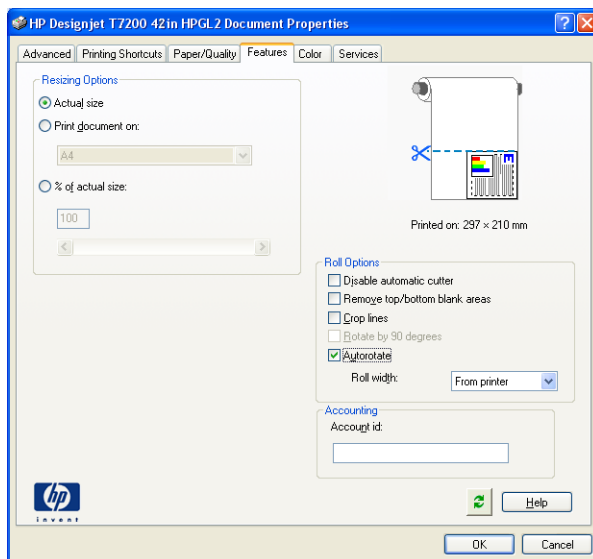 HP Designjet T7200 42in HPGL2 Document Properties
Advanced Printing Shortcuts Paper/Quality Features Color Services
Resizing Options
Actual size
Print document on:
A4
% of actual size:
100
Printed on: 297 × 210 mm
Roll Options
Disable automatic cutter
Remove top/bottom blank areas
Crop lines
Rotate by 90 degrees
Autorotate
Roll width: From printer
Accounting
Account id:
hp
invent
Help
OK Cancel